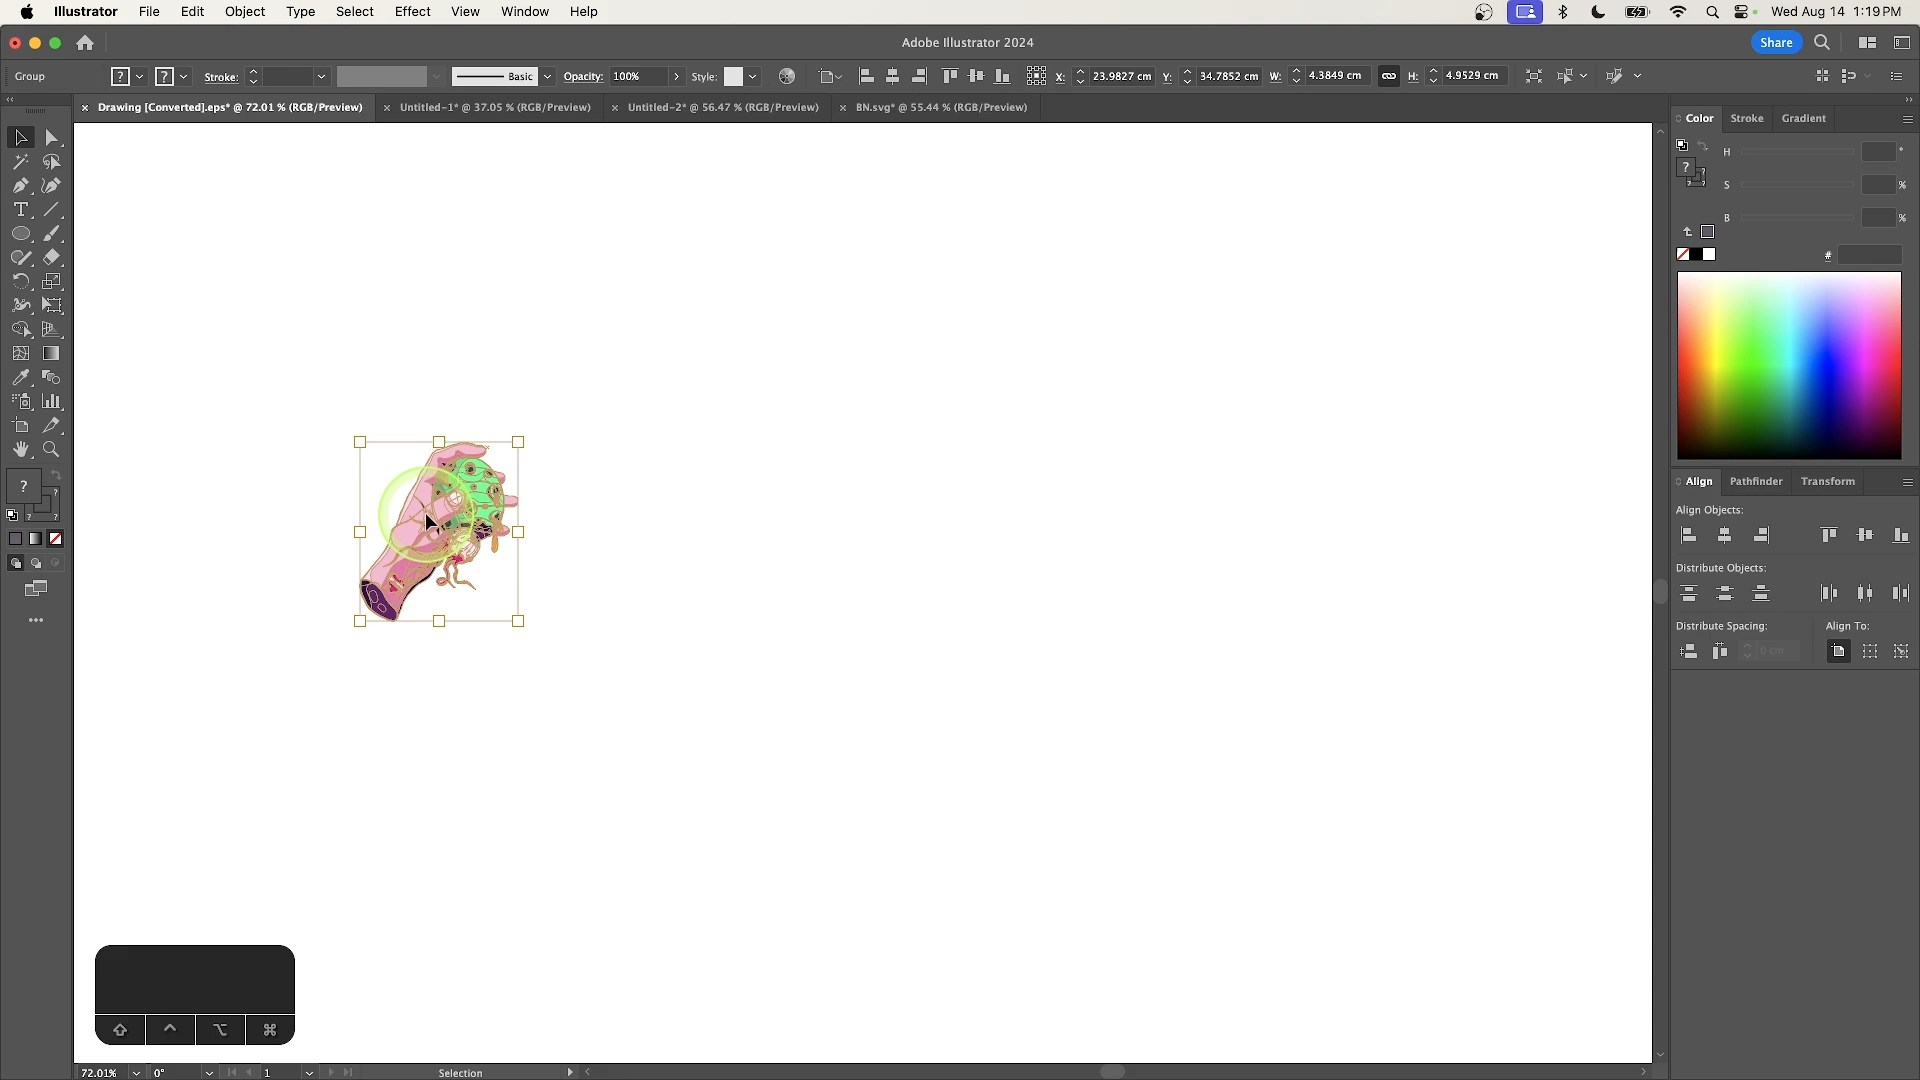 Illustrator File Edit Object Type Select Effect View Window Help Wed Aug 14 1:19 PM
Adobe Illustrator 2024 Share
Group ? ? Stroke: Basic Opacity: 100% Style: X: 23.9827 cm Y: 34.7852 cm W: 4.3849 cm H: 4.9529 cm
× Drawing [Converted].eps* @ 72.01 % (RGB/Preview) × Untitled-1* @ 37.05 % (RGB/Preview) × Untitled-2* @ 56.47 % (RGB/Preview) × BN.svg* @ 55.44 % (RGB/Preview)
Color Stroke Gradient
H °
? ?
S %
B %
#
Align Pathfinder Transform
Align Objects:
Distribute Objects:
Distribute Spacing: Align To:
0 cm
T
? ?
72.01% 0° 1 Selection